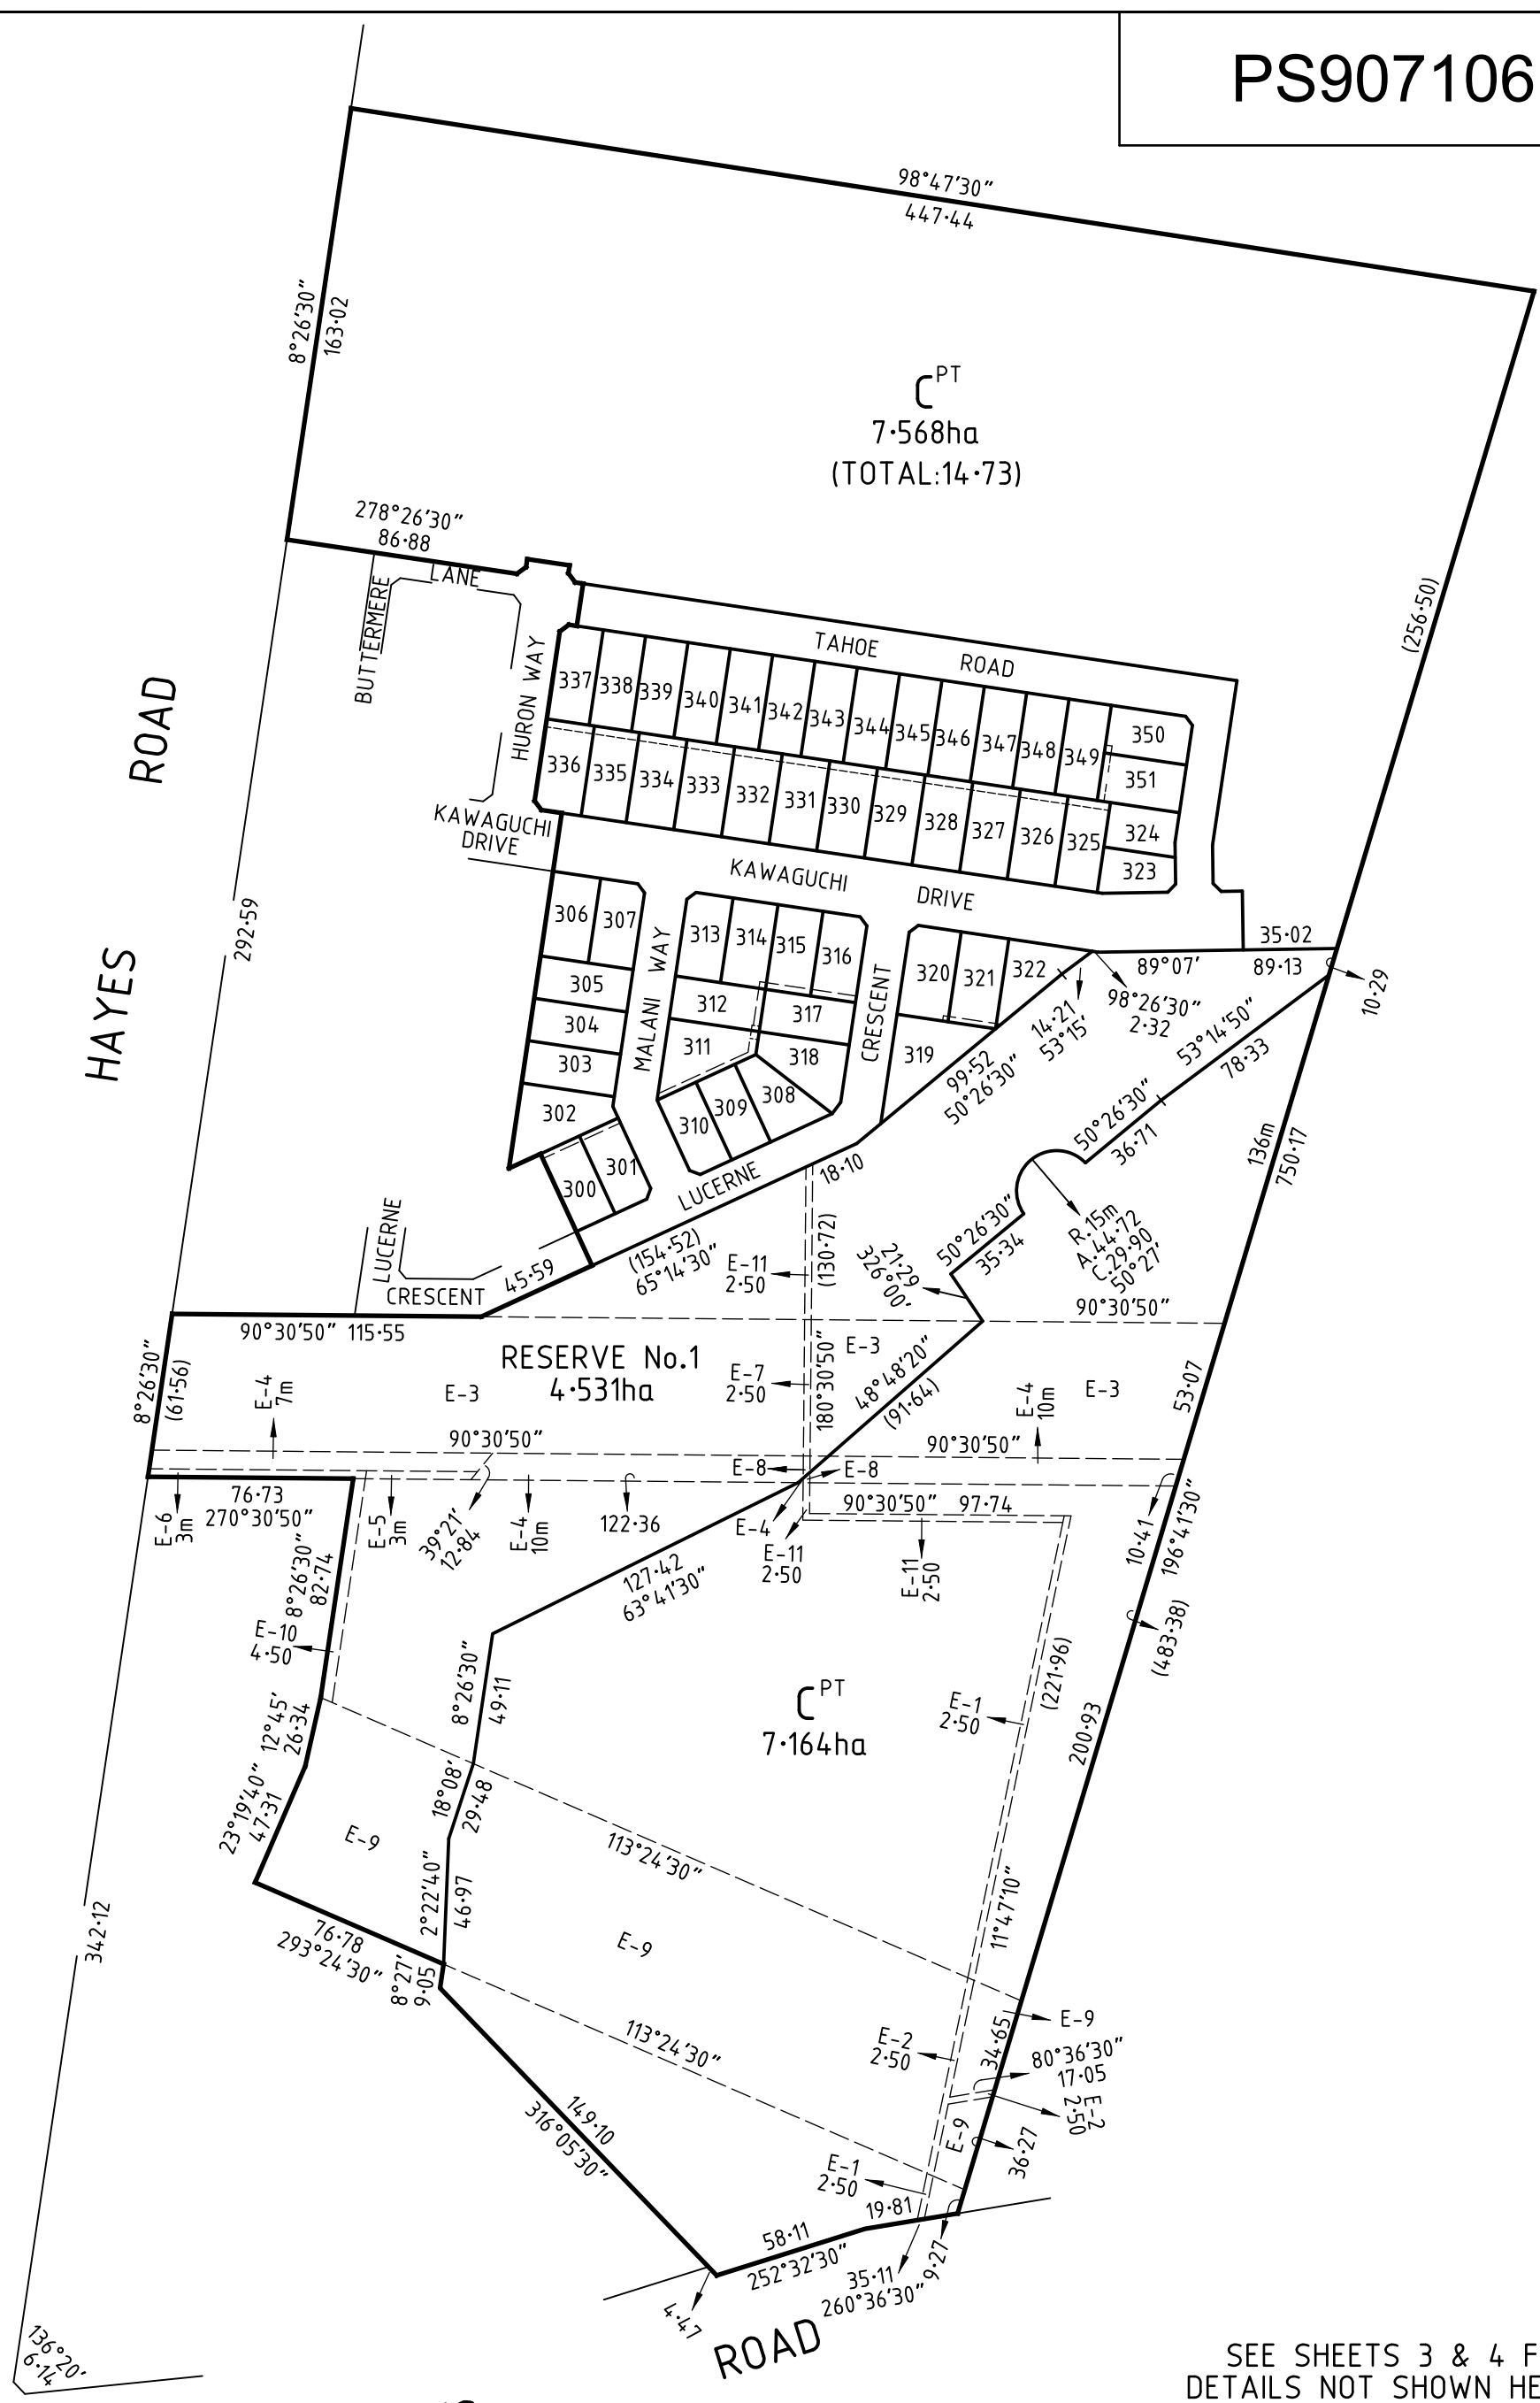 PS907106
98°47'30"
447·44
8°26'30"
163·02
C PT
7·568ha
(TOTAL:14·73)
278°26'30"
86·88
LANE
BUTTERMERE
(256·50)
HURON WAY
TAHOE ROAD
337 338 339 340 341 342 343 344 345 346 347 348 349 350
351
336 335 334 333 332 331 330 329 328 327 326 325 324
323
HAYES ROAD
292·59
KAWAGUCHI
DRIVE
KAWAGUCHI DRIVE
306 307
305
304
303
302
301
300
MALANI WAY
313 314 315 316
312 317
311 318
310 309 308
CRESCENT
320 321 322
319
LUCERNE
35·02
89°07' 89·13
10·29
98°26'30"
2·32
14·21
53°15'
53°14'50"
78·33
99·52
50°26'30"
50°26'30"
36·71
136m
750·17
18·10
R.15m
A.44·72
C.29·90
50°27'
50°26'30"
35·34
21·29
326°00'
(130·72)
(154·52)
65°14'30"
E-11
2·50
LUCERNE
CRESCENT
45·59
90°30'50" 115·55
90°30'50"
8°26'30"
(61·56)
RESERVE No.1
4·531ha
E-3
E-7
2·50
180°30'50"
E-3
48°48'20"
(91·64)
E-3
53·07
E-4
7m
E-4
10m
90°30'50"
90°30'50"
E-8
E-8
76·73
270°30'50"
E-6
3m
E-5
3m
39°21'
12·84
E-4
10m
122·36
E-4
E-11
2·50
90°30'50" 97·74
E-11
2·50
10·41
196°41'30"
(483·38)
8°26'30"
82·74
E-10
4·50
127·42
63°41'30"
8°26'30"
49·11
C PT
7·164ha
E-1
2·50
(221·96)
200·93
12°45'
26·34
23°19'40"
47·31
18°08'
29·48
E-9
113°24'30"
2°22'40"
46·97
11°47'10"
E-9
76·78
293°24'30"
8°27'
9·05
342·12
113°24'30"
E-2
2·50
34·65
E-9
80°36'30"
17·05
E-2
2·50
E-9
36·27
149·10
316°05'30"
E-1
2·50
19·81
58·11
252°32'30"
35·11
260°36'30"
9·27
4·47
ROAD
136°20'
6·14
SEE SHEETS 3 & 4 F
DETAILS NOT SHOWN HE